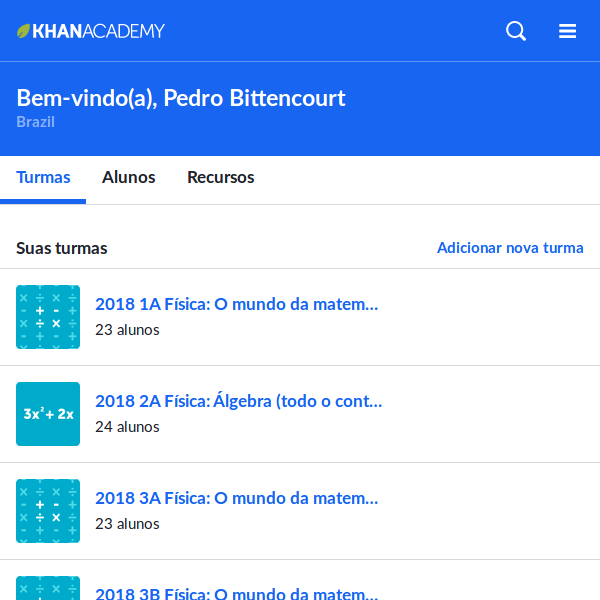 KHANACADEMY
Bem-vindo(a), Pedro Bittencourt
Brazil
Turmas Alunos Recursos
Suas turmas Adicionar nova turma
2018 1A Física: O mundo da matem...
23 alunos
3x²+ 2x
2018 2A Física: Álgebra (todo o cont...
24 alunos
2018 3A Física: O mundo da matem...
23 alunos
2018 3B Física: O mundo da matem...